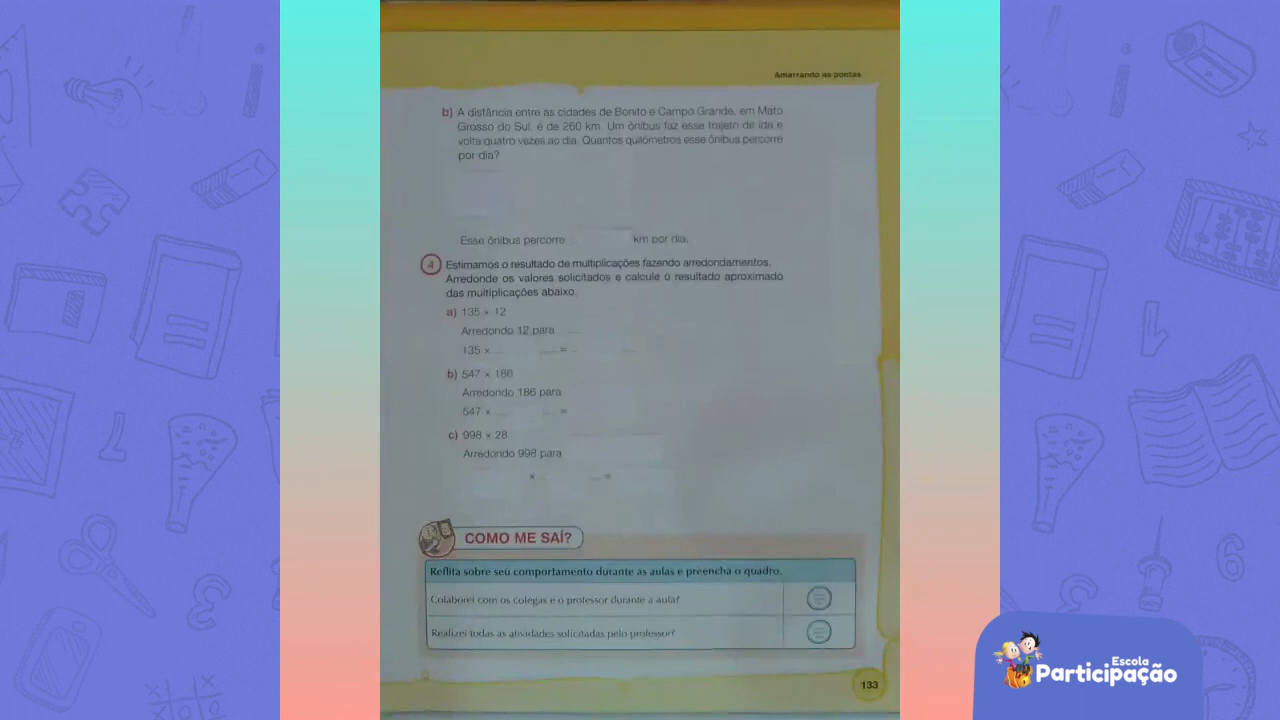 Amarrando as pontas
b) A distância entre as cidades de Bonito e Campo Grande, em Mato
Grosso do Sul, é de 260 km. Um ônibus faz esse trajeto de ida e
volta quatro vezes ao dia. Quantos quilômetros esse ônibus percorre
por dia?
Esse ônibus percorre km por dia.
4 Estimamos o resultado de multiplicações fazendo arredondamentos.
Arredonde os valores solicitados e calcule o resultado aproximado
das multiplicações abaixo.
a) 135 × 12
Arredondo 12 para
135 × =
b) 547 × 186
Arredondo 186 para
547 × =
c) 998 × 28
Arredondo 998 para
× =
COMO ME SAÍ?
Reflita sobre seu comportamento durante as aulas e preencha o quadro.
Colaborei com os colegas e o professor durante a aula?
Realizei todas as atividades solicitadas pelo professor?
133
Escola
Participação